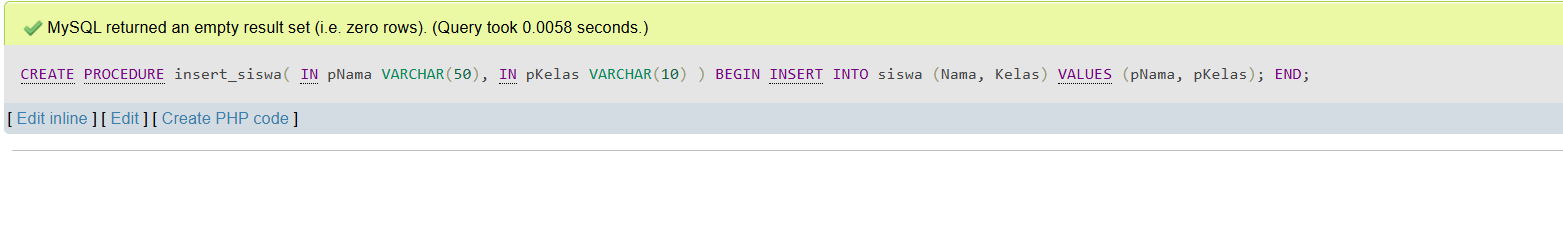 MySQL returned an empty result set (i.e. zero rows). (Query took 0.0058 seconds.)
CREATE PROCEDURE insert_siswa( IN pNama VARCHAR(50), IN pKelas VARCHAR(10) ) BEGIN INSERT INTO siswa (Nama, Kelas) VALUES (pNama, pKelas); END;
[ Edit inline ] [ Edit ] [ Create PHP code ]